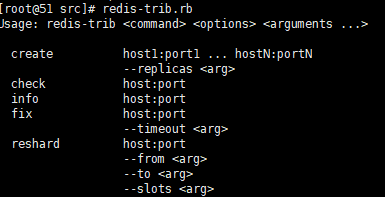 [root@51 src]# redis-trib.rb
Usage: redis-trib <command> <options> <arguments ...>
create host1:port1 ... hostN:portN
--replicas <arg>
check host:port
info host:port
fix host:port
--timeout <arg>
reshard host:port
--from <arg>
--to <arg>
--slots <arg>